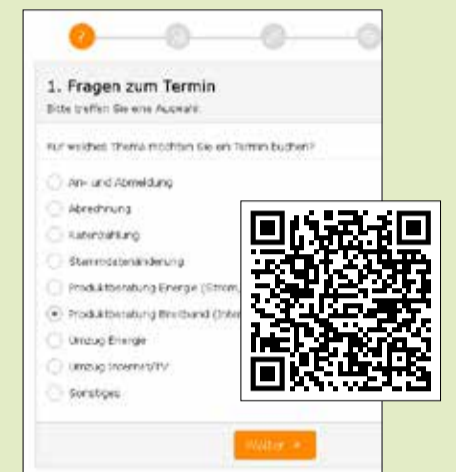 1. Fragen zum Termin
Bitte treffen Sie eine Auswahl:
Für welches Thema möchten Sie ein Termin buchen?
An- und Abmeldung
Abrechnung
Ratenzahlung
Stammdatenänderung
Produktberatung Energie (Strom,
Produktberatung Breitband (Inter
Umzug Energie
Umzug Internet/TV
Sonstiges
Weiter